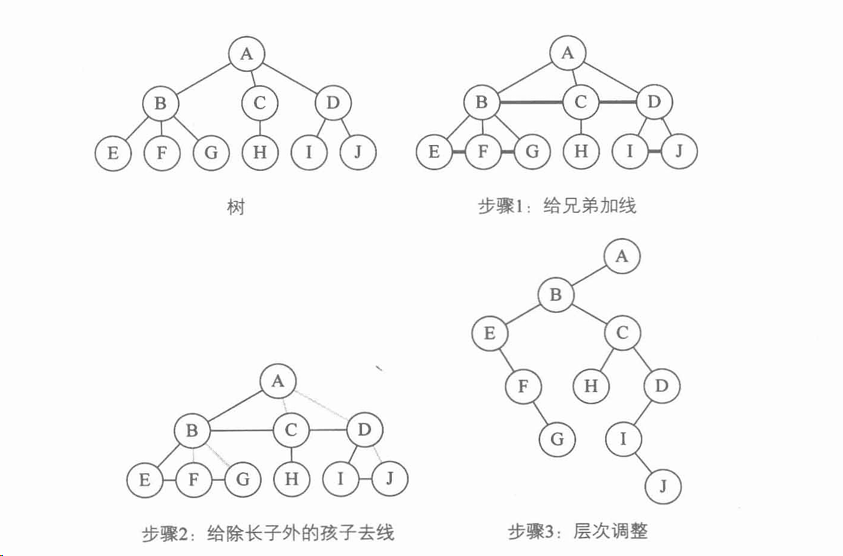 A A
B C D B C D
E F G H I J E F G H I J
树 步骤1：给兄弟加线
A
B
E C
A F H D
B C D G I
E F G H I J J
步骤2：给除长子外的孩子去线 步骤3：层次调整